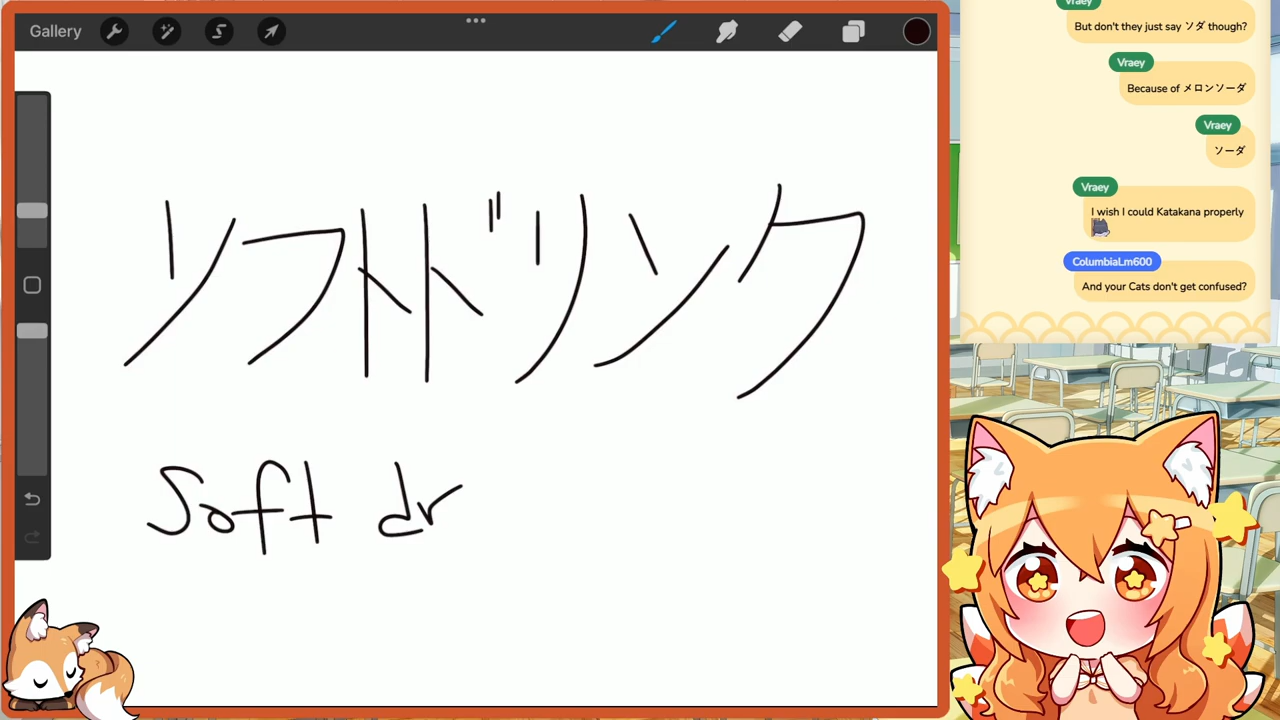 Gallery
ソフトドリンク
Soft dr
Vraey
But don't they just say ソダ though?
Vraey
Because of メロンソーダ
Vraey
ソーダ
Vraey
I wish I could Katakana properly
ColumbiaLm600
And your Cats don't get confused?